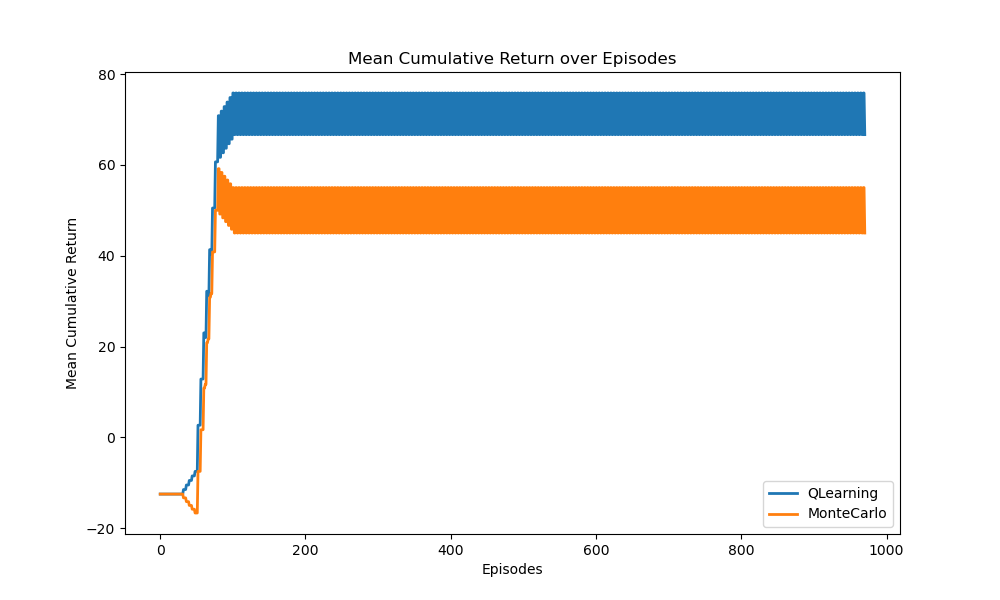 Mean Cumulative Return over Episodes
80
60
40
20
0
−20
Mean Cumulative Return
0
200
400
600
800
1000
Episodes
QLearning
MonteCarlo